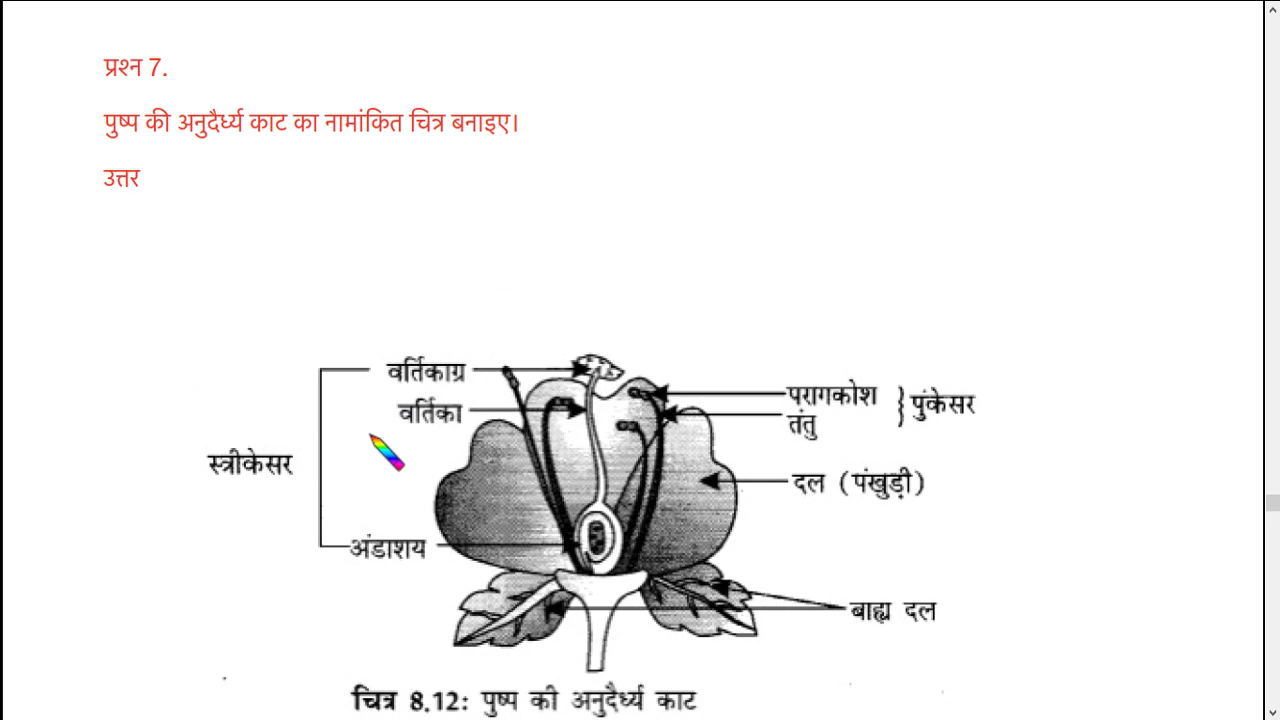 प्रश्न 7.
पुष्प की अनुदैर्ध्य काट का नामांकित चित्र बनाइए।
उत्तर
वर्तिकाग्र
वर्तिका
स्त्रीकेसर
अंडाशय
परागकोश
तंतु
पुंकेसर
दल (पंखुड़ी)
बाह्य दल
चित्र 8.12: पुष्प की अनुदैर्ध्य काट